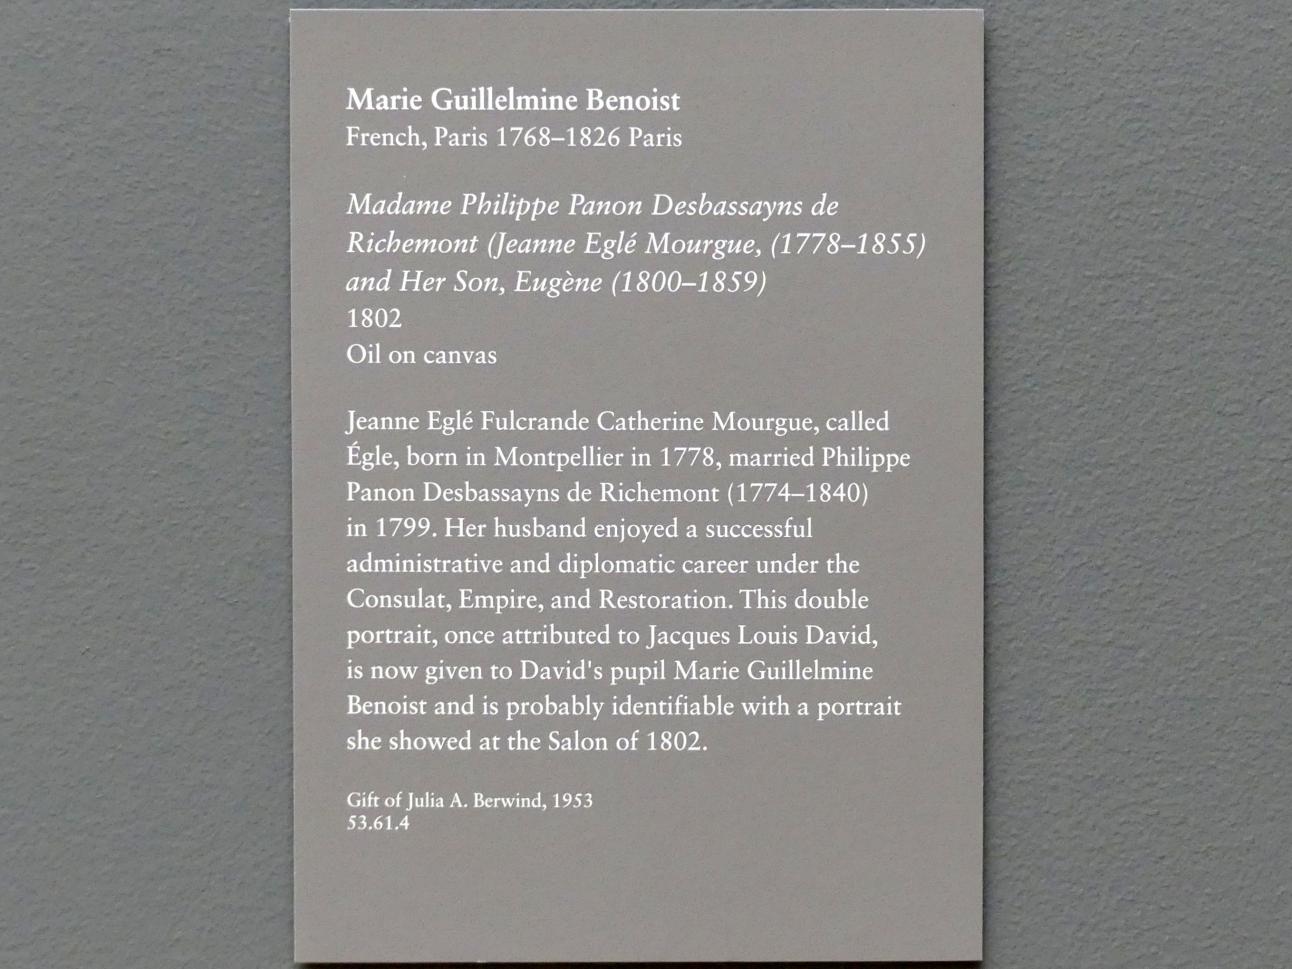 Marie Guillelmine Benoist
French, Paris 1768–1826 Paris
Madame Philippe Panon Desbassayns de
Richemont (Jeanne Eglé Mourgue, (1778–1855)
and Her Son, Eugène (1800–1859)
1802
Oil on canvas
Jeanne Eglé Fulcrande Catherine Mourgue, called
Égle, born in Montpellier in 1778, married Philippe
Panon Desbassayns de Richemont (1774–1840)
in 1799. Her husband enjoyed a successful
administrative and diplomatic career under the
Consulat, Empire, and Restoration. This double
portrait, once attributed to Jacques Louis David,
is now given to David's pupil Marie Guillelmine
Benoist and is probably identifiable with a portrait
she showed at the Salon of 1802.
Gift of Julia A. Berwind, 1953
53.61.4